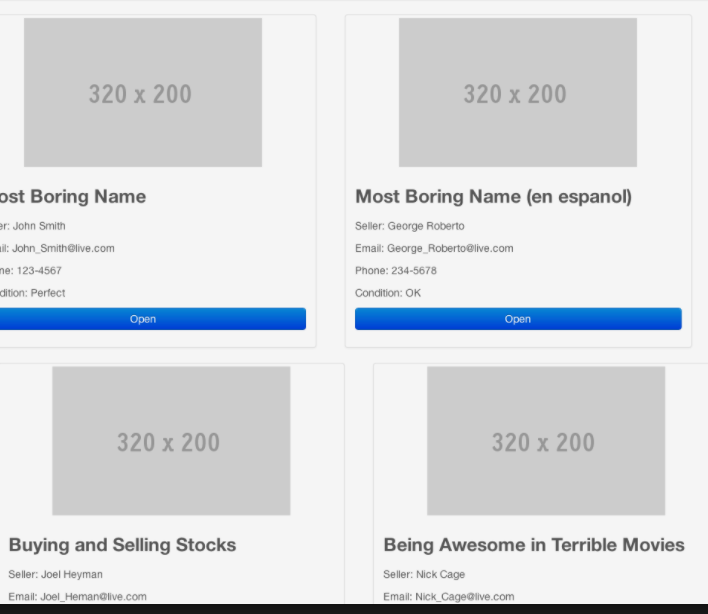 320 x 200
320 x 200
ost Boring Name
Most Boring Name (en espanol)
er: John Smith
Seller: George Roberto
ail: John_Smith@live.com
Email: George_Roberto@live.com
ne: 123-4567
Phone: 234-5678
dition: Perfect
Condition: OK
Open
Open
320 x 200
320 x 200
Buying and Selling Stocks
Being Awesome in Terrible Movies
Seller: Joel Heyman
Seller: Nick Cage
Email: Joel_Heman@live.com
Email: Nick_Cage@live.com